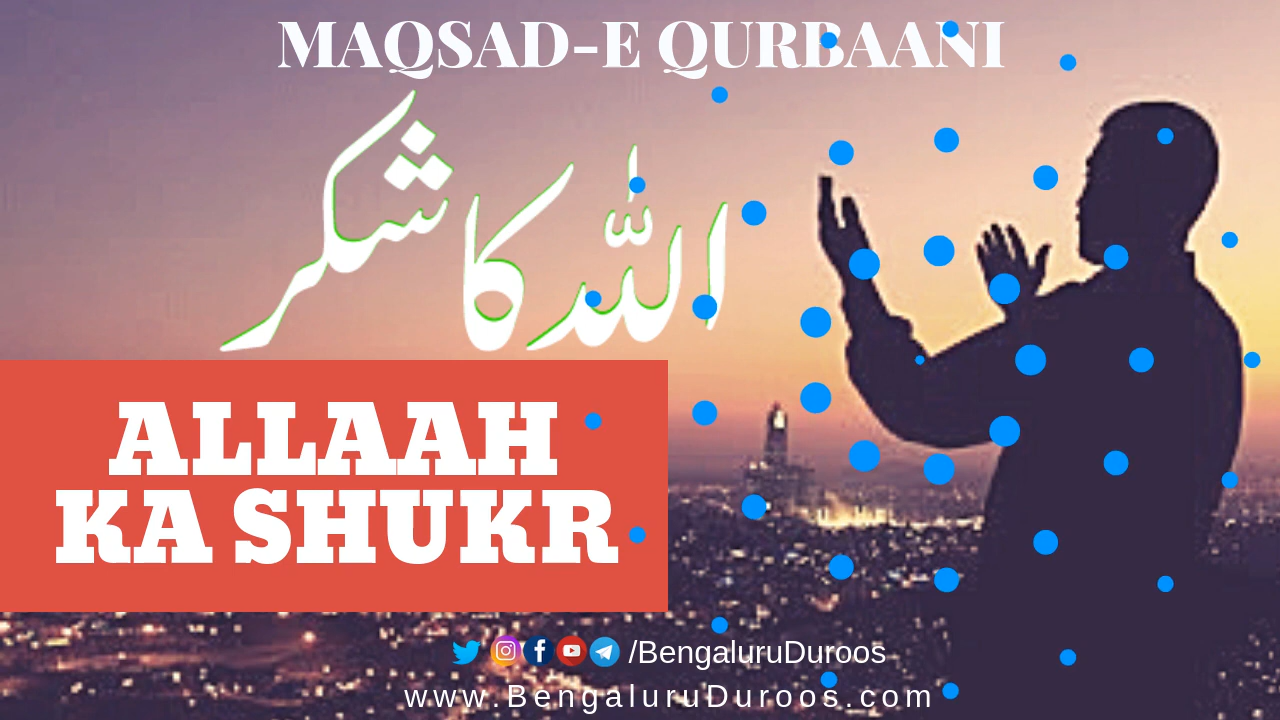 MAQSAD-E QURBAANI
اللہ کا شکر
ALLAAH
KA SHUKR
/BengaluruDuroos
www.BengaluruDuroos.com